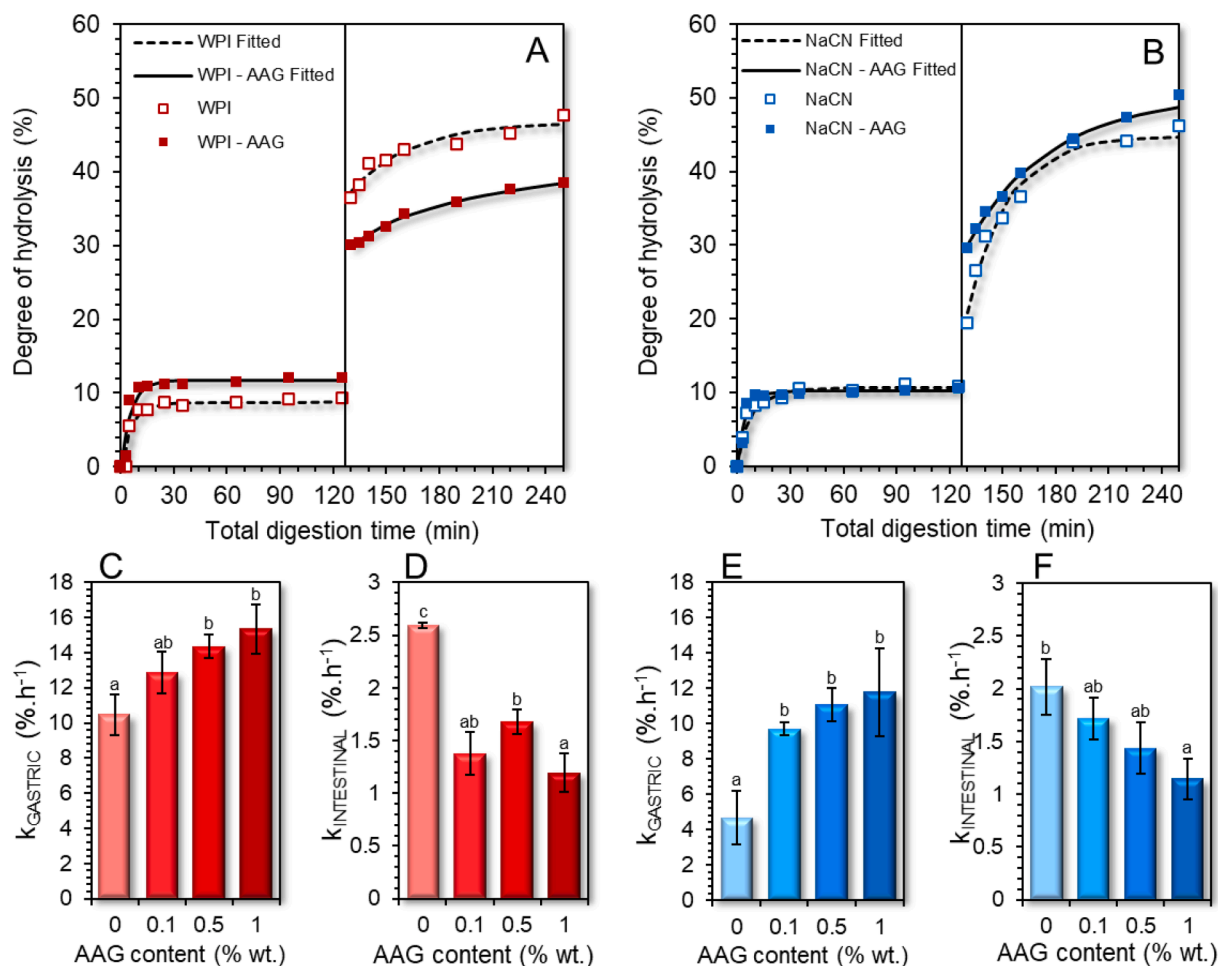 A
WPI Fitted
WPI - AAG Fitted
WPI
WPI - AAG
Degree of hydrolysis (%)
60
50
40
30
20
10
0
0 30 60 90 120 150 180 210 240
Total digestion time (min)
B
NaCN Fitted
NaCN - AAG Fitted
NaCN
NaCN - AAG
Degree of hydrolysis (%)
60
50
40
30
20
10
0
0 30 60 90 120 150 180 210 240
Total digestion time (min)
C
kGASTRIC (%.h-1)
18
16
14
12
10
8
6
4
2
0
a ab b b
0 0.1 0.5 1
AAG content (% wt.)
D
kINTESTINAL (%.h-1)
3
2.5
2
1.5
1
0.5
0
c ab b a
0 0.1 0.5 1
AAG content (% wt.)
E
kGASTRIC (%.h-1)
18
16
14
12
10
8
6
4
2
0
a b b b
0 0.1 0.5 1
AAG content (% wt.)
F
kINTESTINAL (%.h-1)
3
2.5
2
1.5
1
0.5
0
b ab ab a
0 0.1 0.5 1
AAG content (% wt.)